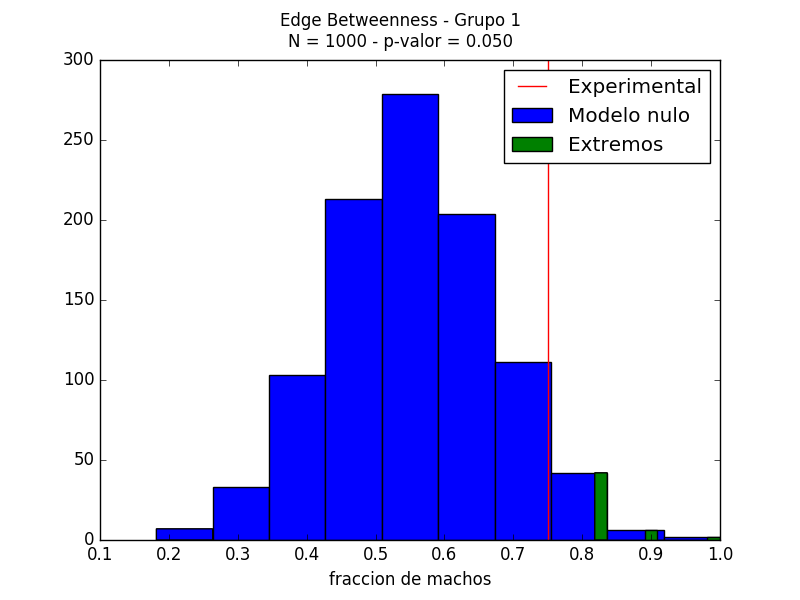 Edge Betweenness - Grupo 1
N = 1000 - p-valor = 0.050
Experimental
Modelo nulo
Extremos
300
250
200
150
100
50
0
0.1 0.2 0.3 0.4 0.5 0.6 0.7 0.8 0.9 1.0
fraccion de machos